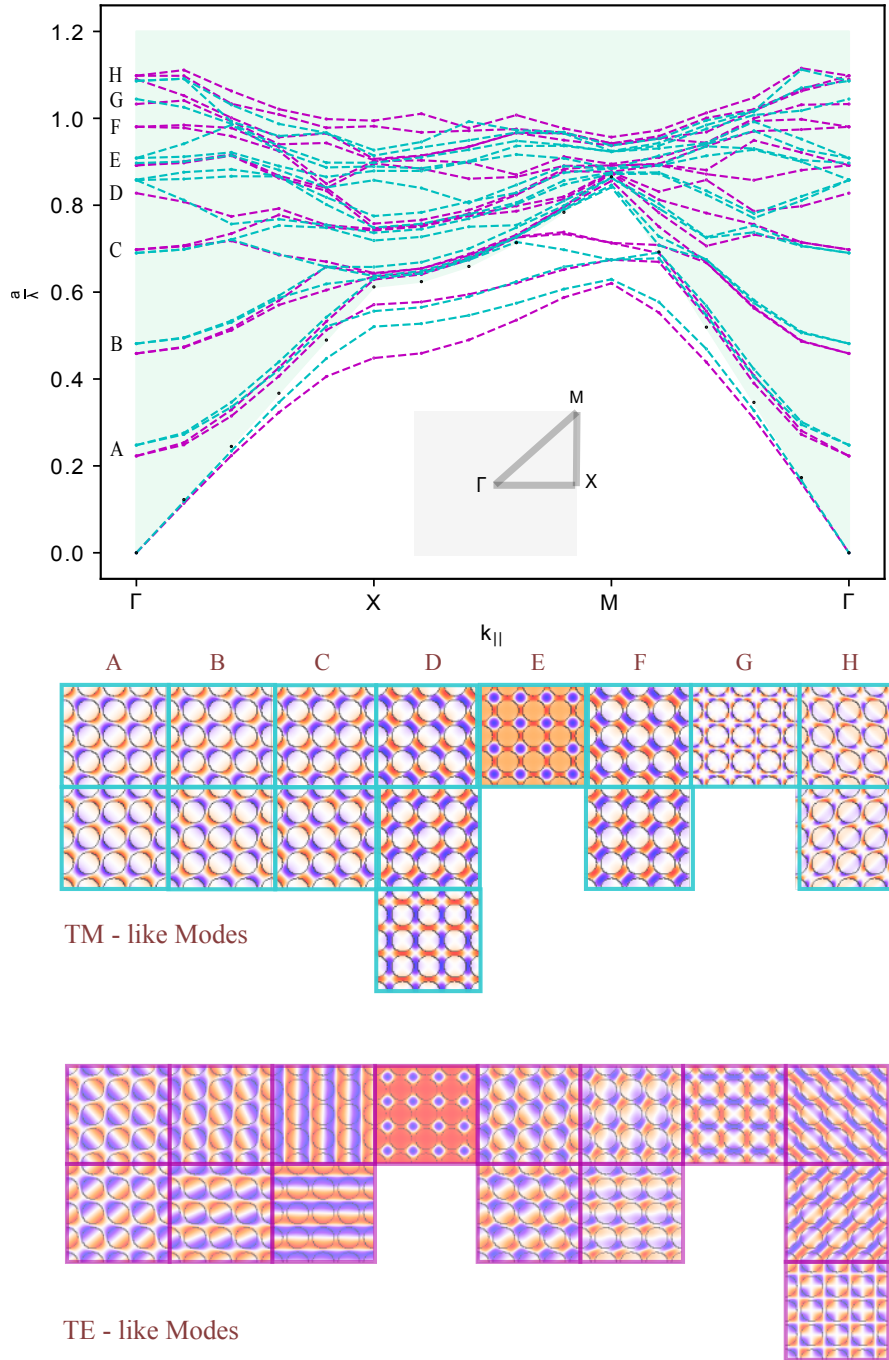 1.2
H
G
1.0
F
E
D
0.8
C
a
λ
0.6
B
0.4
M
A
0.2
Γ
X
0.0
Γ X M Γ
k||
A B C D E F G H
TM - like Modes
TE - like Modes